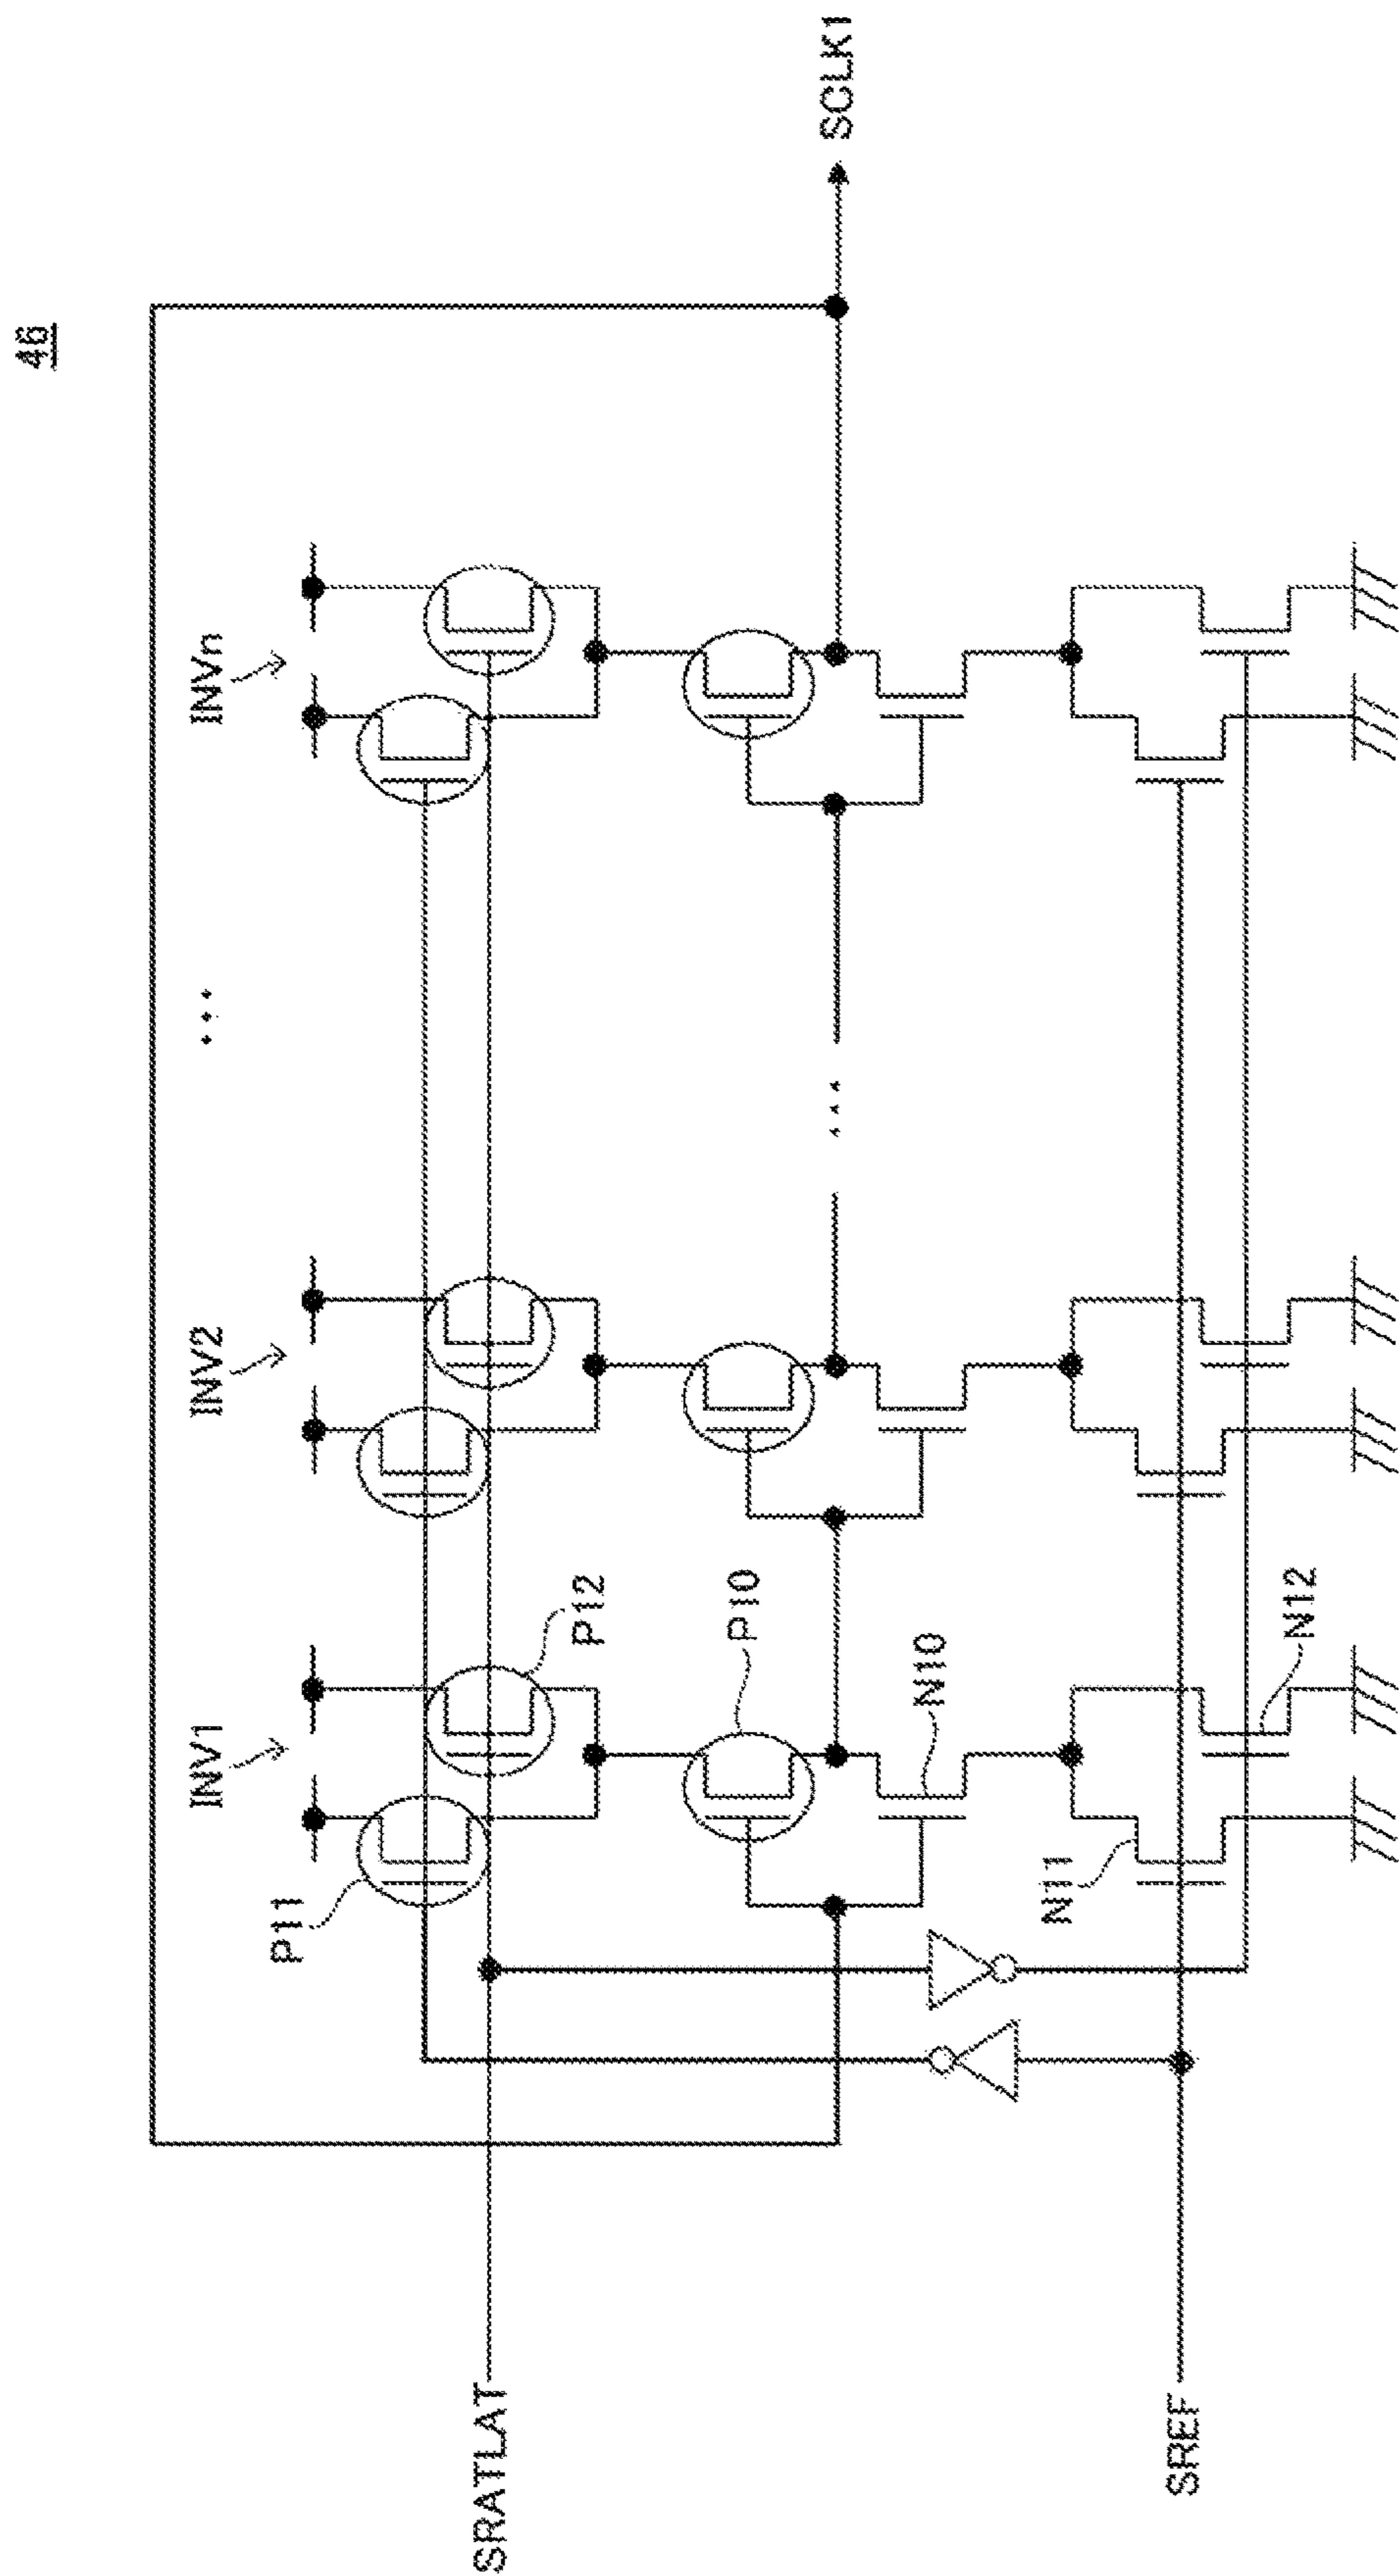 46
INV1
INV2
...
INVn
P11
P12
P10
N10
N11
N12
...
SRATLAT
SREF
SCLK1